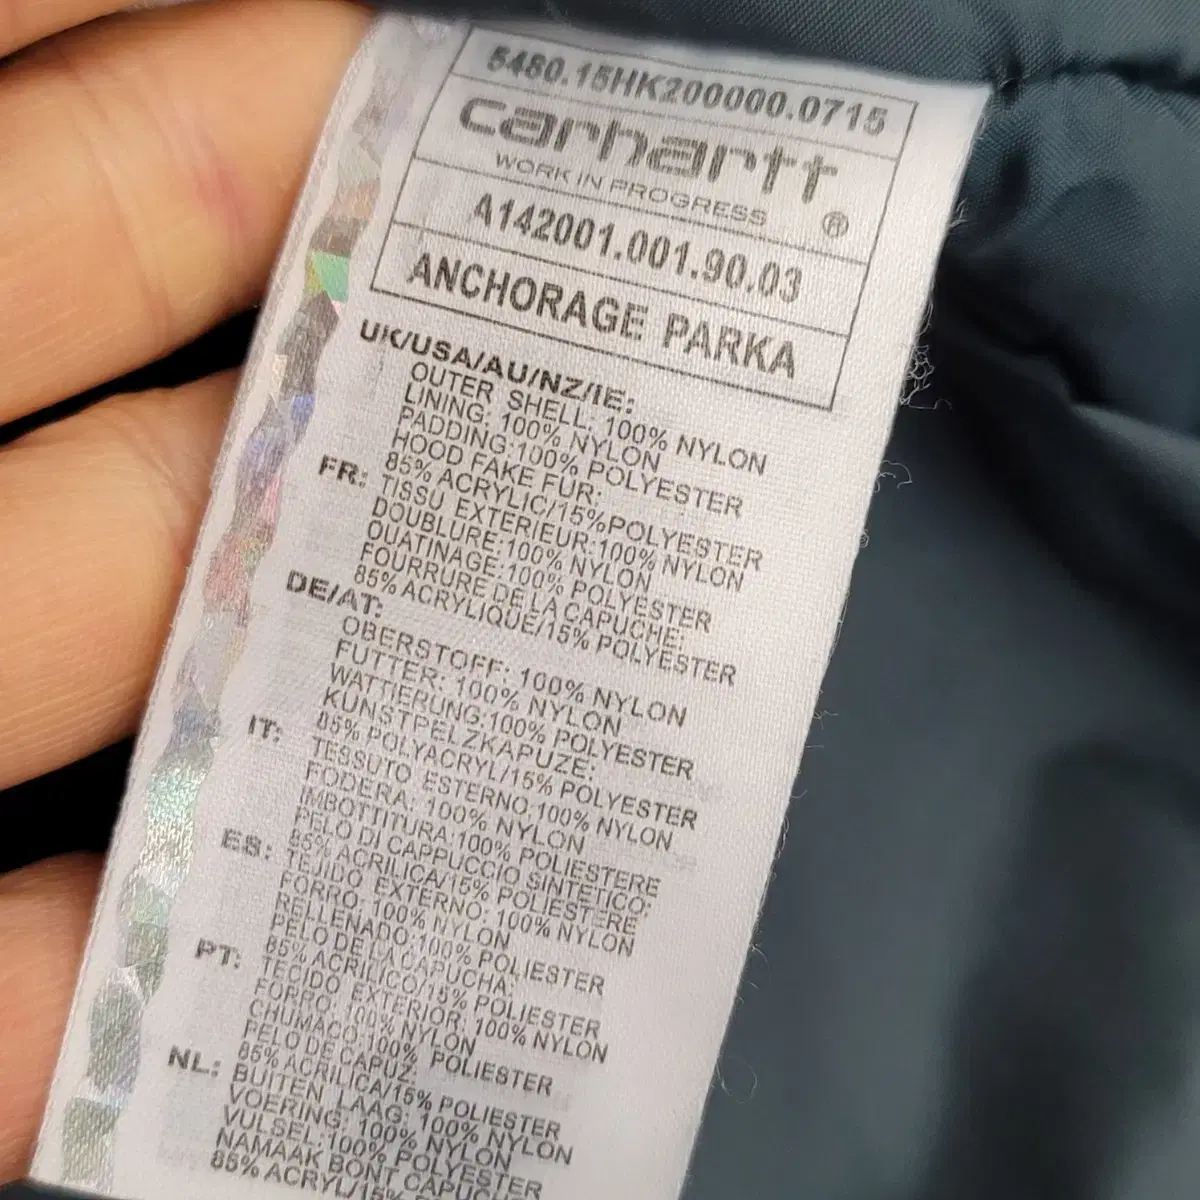 5480.15HK200000.0715
carhartt
WORK IN PROGRESS ®
A142001.001.90.03
ANCHORAGE PARKA
UK/USA/AU/NZ/IE:
OUTER SHELL: 100% NYLON
LINING: 100% NYLON
PADDING:100% POLYESTER
HOOD FAKE FUR:
85% ACRYLIC/15%POLYESTER
FR:
TISSU EXTERIEUR:100% NYLON
DOUBLURE:100% NYLON
OUATINAGE:100% POLYESTER
FOURRURE DE LA CAPUCHE:
85% ACRYLIQUE/15% POLYESTER
DE/AT:
OBERSTOFF: 100% NYLON
FUTTER: 100% NYLON
WATTIERUNG:100% POLYESTER
KUNSTPELZKAPUZE:
85% POLYACRYL/15% POLYESTER
IT:
TESSUTO ESTERNO:100% NYLON
FODERA: 100% NYLON
IMBOTTITURA:100% POLIESTERE
PELO DI CAPPUCCIO SINTETICO:
85% ACRILICA/15% POLIESTERE
ES:
TEJIDO EXTERNO: 100% NYLON
FORRO: 100% NYLON
RELLENADO:100% POLIESTER
PELO DE LA CAPUCHA:
85% ACRILICO/15% POLIESTER
PT:
TECIDO EXTERIOR: 100% NYLON
FORRO: 100% NYLON
CHUMACO:100% POLIESTER
PELO DE CAPUZ:
85% ACRILICA/15% POLIESTER
NL:
BUITEN LAAG: 100% NYLON
VOERING: 100% NYLON
VULSEL:100% POLYESTER
NAMAAK BONT CAPUCHE
85% ACRYL/15% POLYESTER